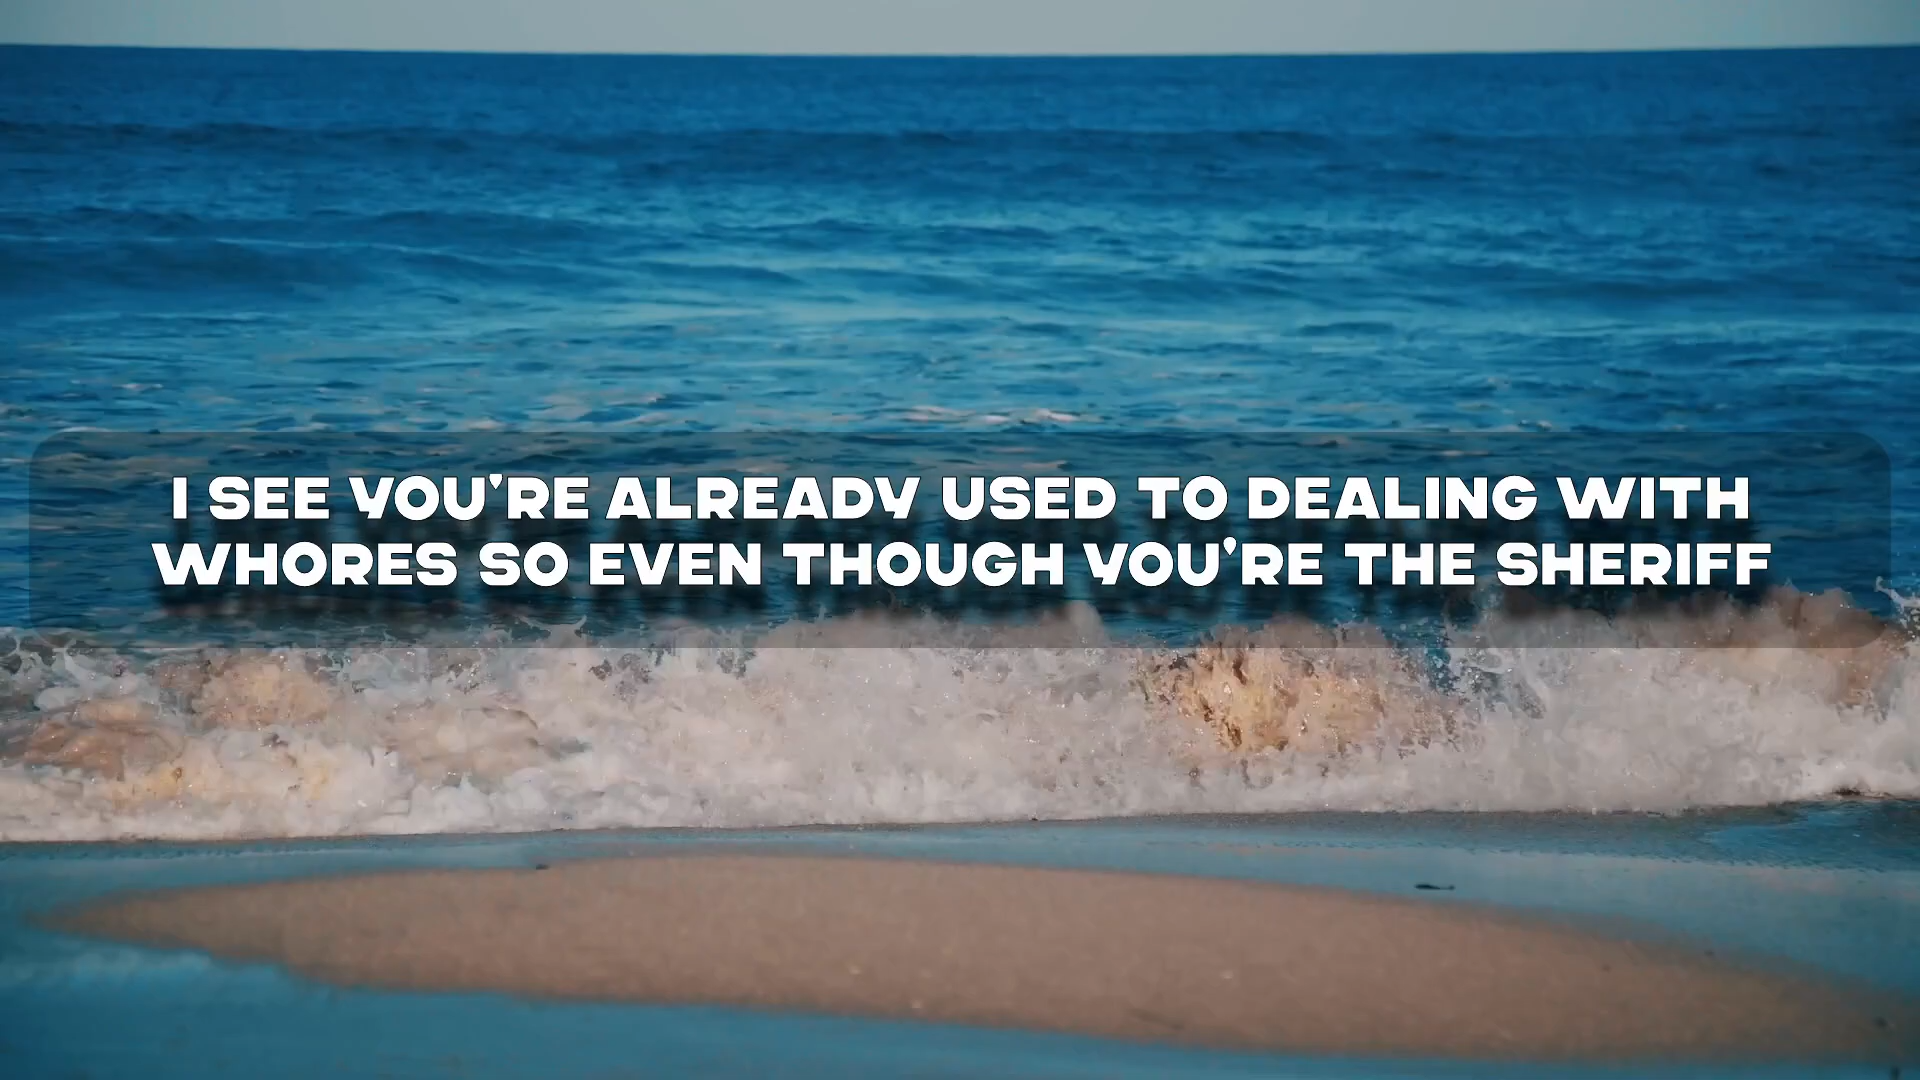 I SEE YOU'RE ALREADY USED TO DEALING WITH
WHORES SO EVEN THOUGH YOU'RE THE SHERIFF